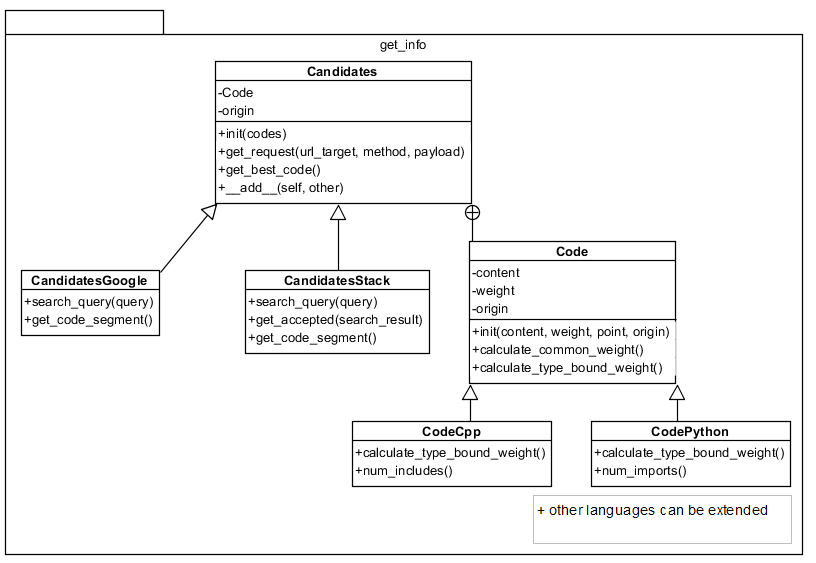 get_info
Candidates
-Code
-origin
+init(codes)
+get_request(url_target, method, payload)
+get_best_code()
+__add__(self, other)
CandidatesGoogle
+search_query(query)
+get_code_segment()
CandidatesStack
+search_query(query)
+get_accepted(search_result)
+get_code_segment()
Code
-content
-weight
-origin
+init(content, weight, point, origin)
+calculate_common_weight()
+calculate_type_bound_weight()
CodeCpp
+calculate_type_bound_weight()
+num_includes()
CodePython
+calculate_type_bound_weight()
+num_imports()
+ other languages can be extended